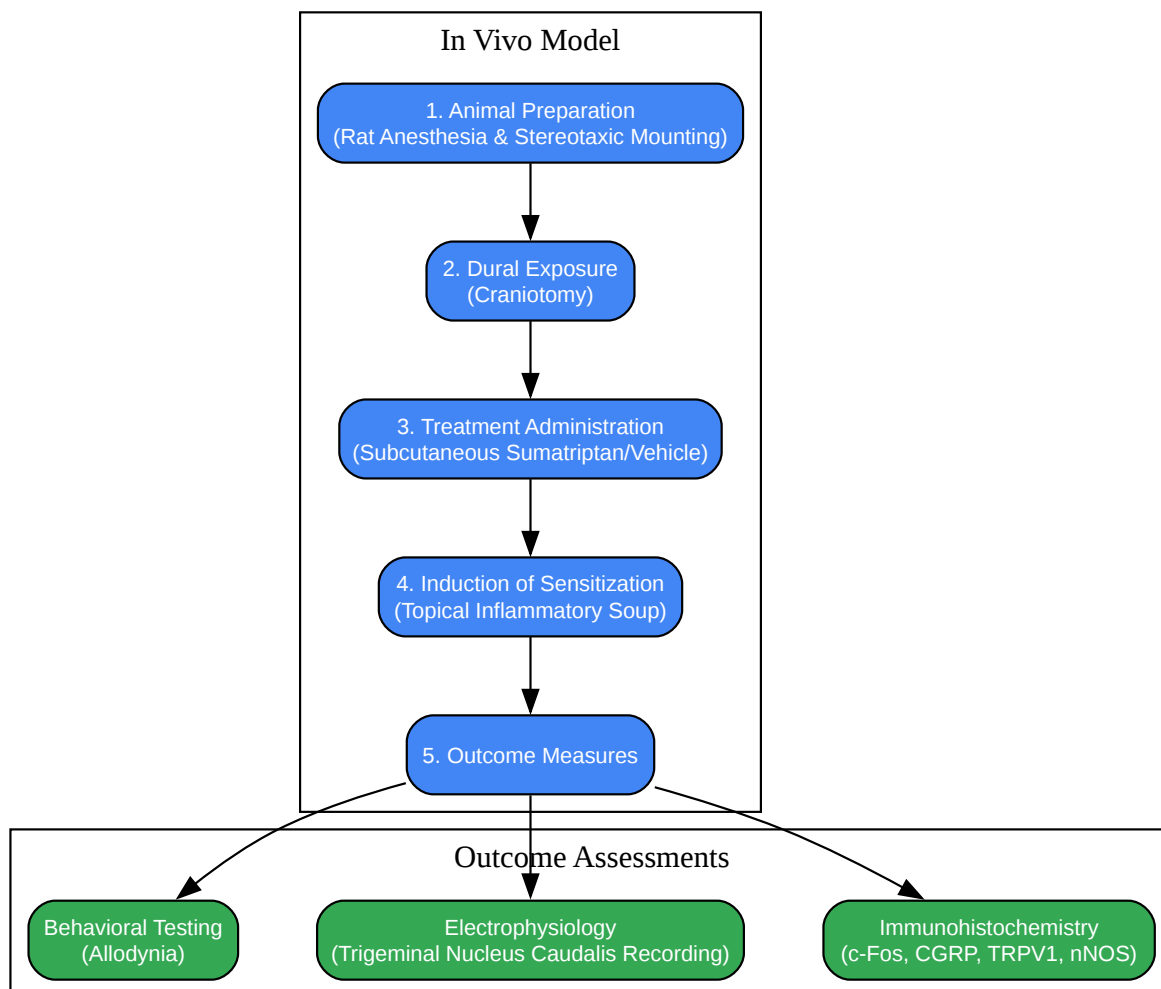 In Vivo Model
1. Animal Preparation
(Rat Anesthesia & Stereotaxic Mounting)
2. Dural Exposure
(Craniotomy)
3. Treatment Administration
(Subcutaneous Sumatriptan/Vehicle)
4. Induction of Sensitization
(Topical Inflammatory Soup)
5. Outcome Measures
Outcome Assessments
Behavioral Testing
(Allodynia)
Electrophysiology
(Trigeminal Nucleus Caudalis Recording)
Immunohistochemistry
(c-Fos, CGRP, TRPV1, nNOS)